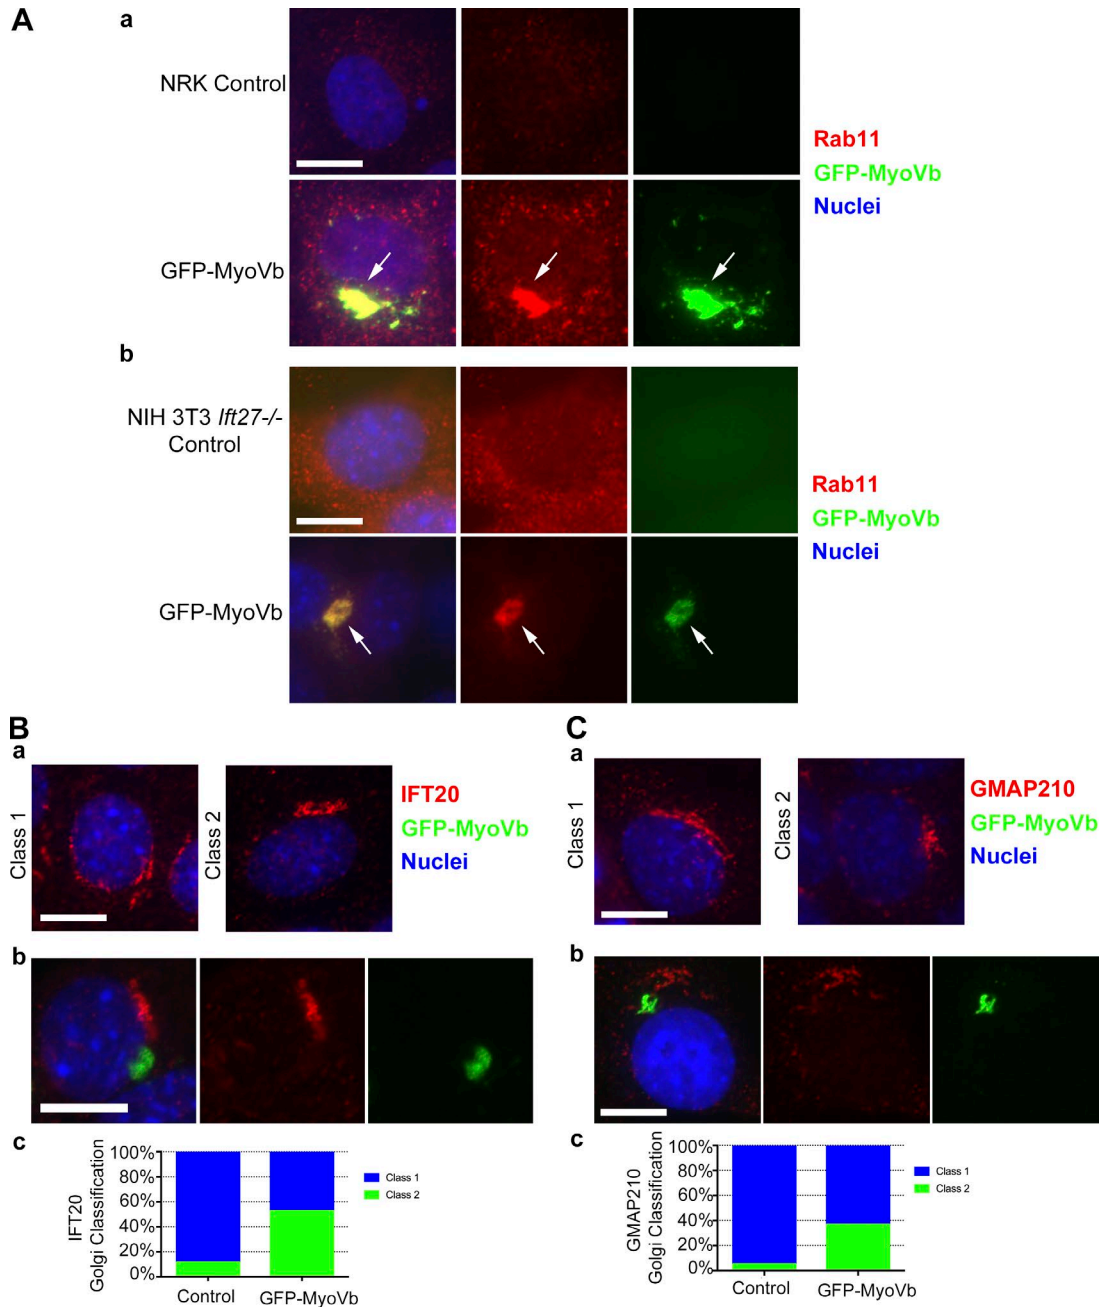 A
a
NRK Control
GFP-MyoVb
Rab11
GFP-MyoVb
Nuclei
b
NIH 3T3 Ift27-/-
Control
GFP-MyoVb
Rab11
GFP-MyoVb
Nuclei
B
a
Class 1
Class 2
IFT20
GFP-MyoVb
Nuclei
b
c
IFT20
Golgi Classification
100%
80%
60%
40%
20%
0%
Control
GFP-MyoVb
Class 1
Class 2
C
a
Class 1
Class 2
GMAP210
GFP-MyoVb
Nuclei
b
c
GMAP210
Golgi Classification
100%
80%
60%
40%
20%
0%
Control
GFP-MyoVb
Class 1
Class 2